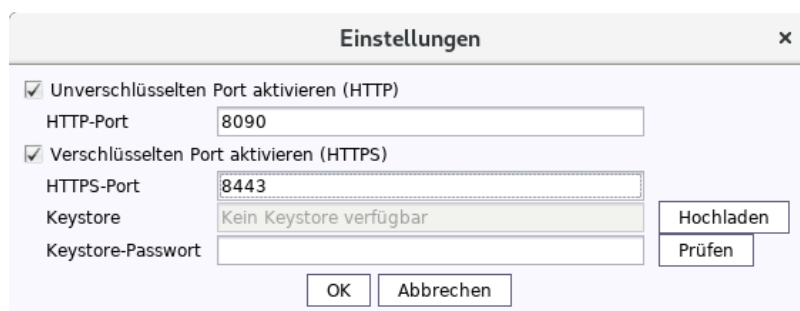 Einstellungen ×
Unverschlüsselten Port aktivieren (HTTP)
HTTP-Port 8090
Verschlüsselten Port aktivieren (HTTPS)
HTTPS-Port 8443
Keystore Kein Keystore verfügbar Hochladen
Keystore-Passwort Prüfen
OK Abbrechen